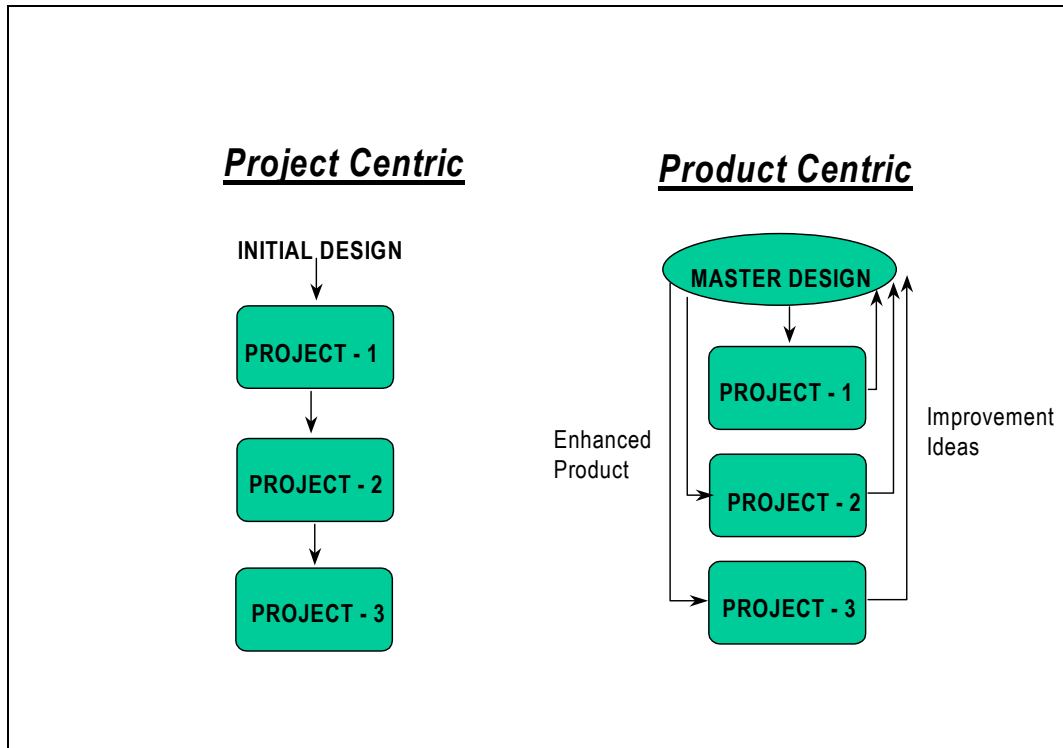 Project Centric
INITIAL DESIGN
PROJECT - 1
PROJECT - 2
PROJECT - 3
Product Centric
MASTER DESIGN
PROJECT - 1
PROJECT - 2
PROJECT - 3
Enhanced
Product
Improvement
Ideas